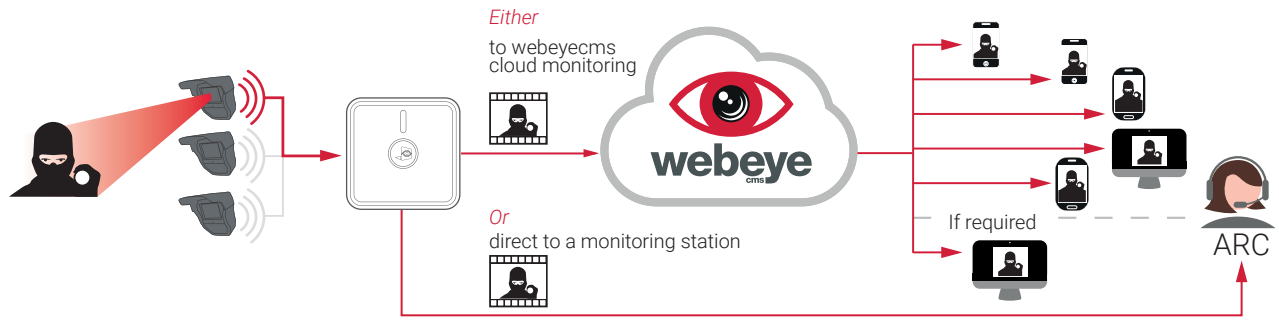 Either
to webeyecms
cloud monitoring
webeye
cms
Or
direct to a monitoring station
If required
ARC